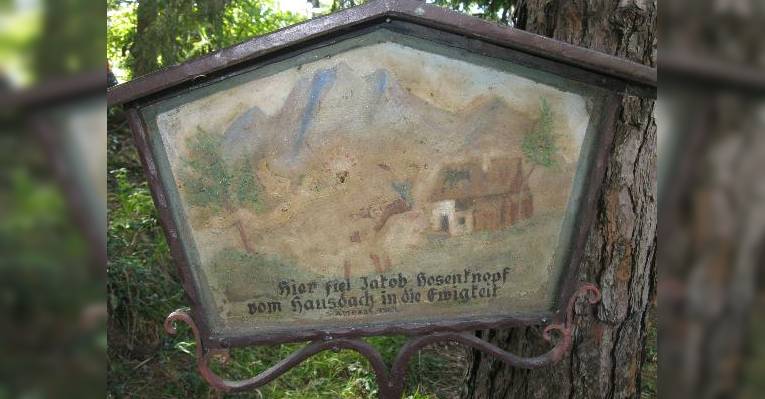 Hier fiel Jakob Hosenknopf
vom Hausdach in die Ewigkeit